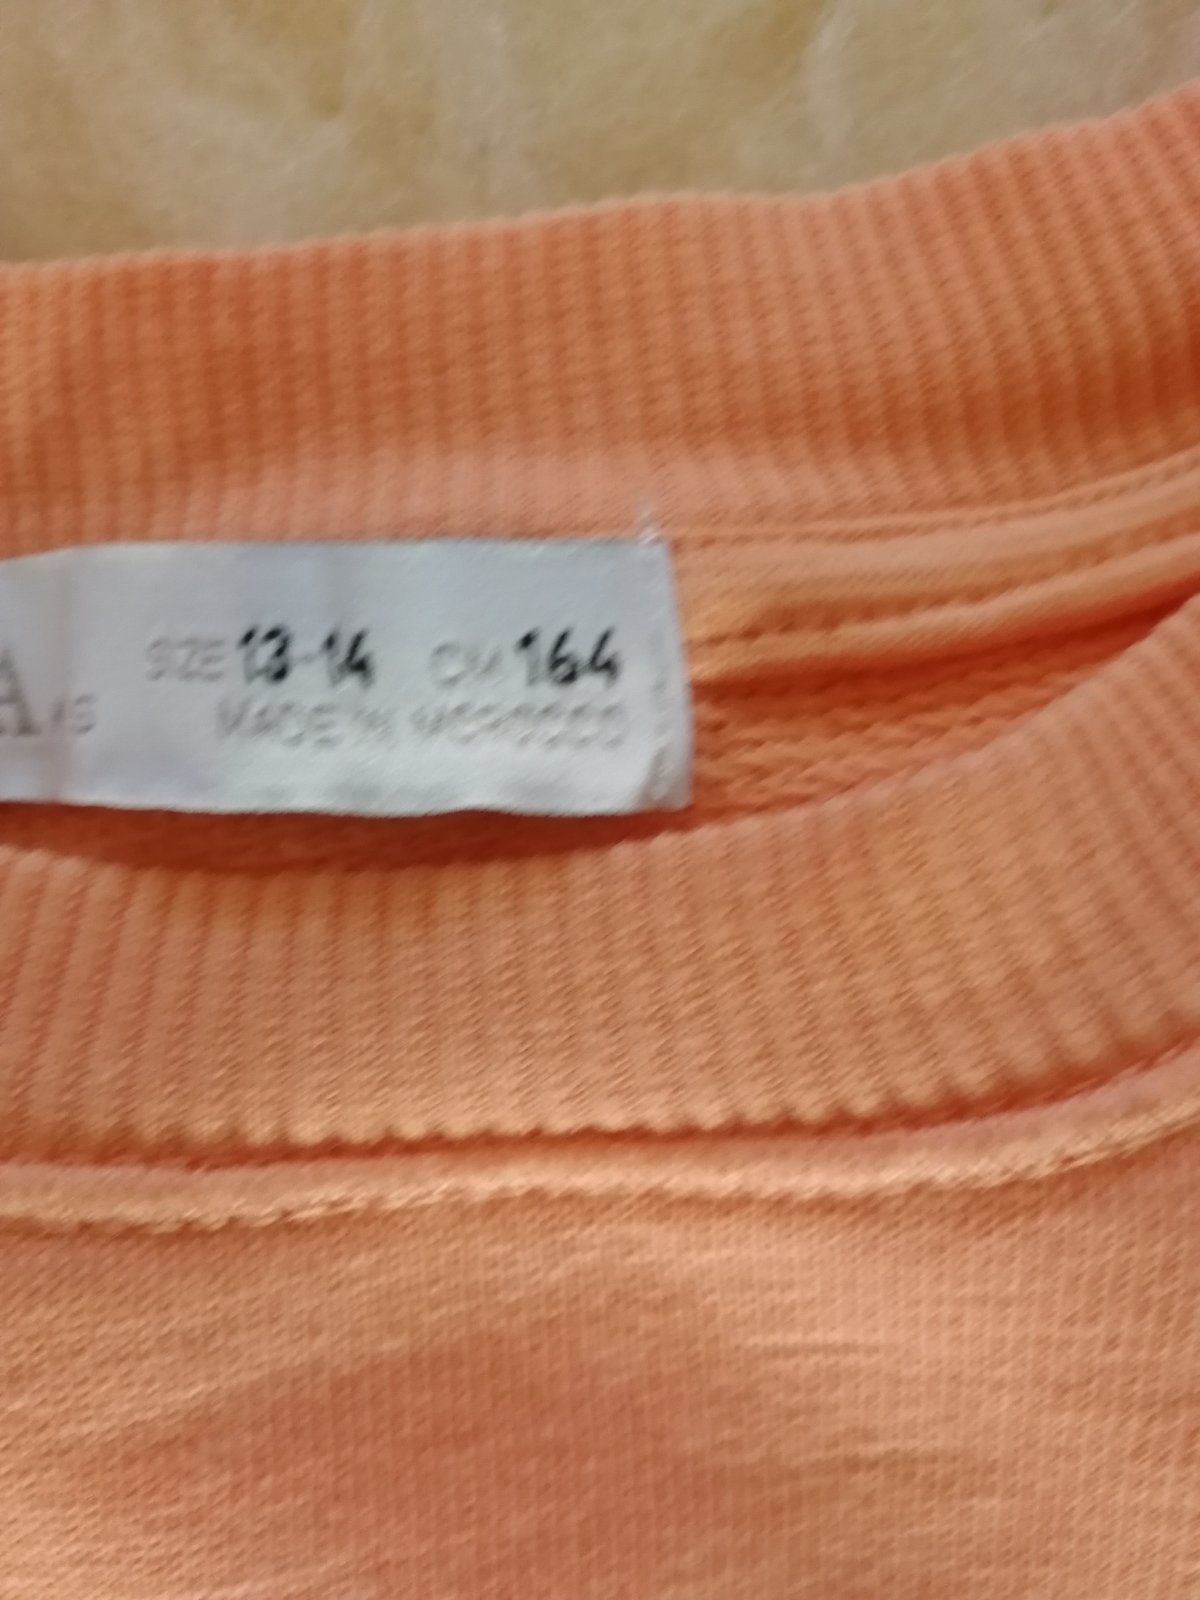 SIZE 13-14 CM 164
MADE IN MOROCCO